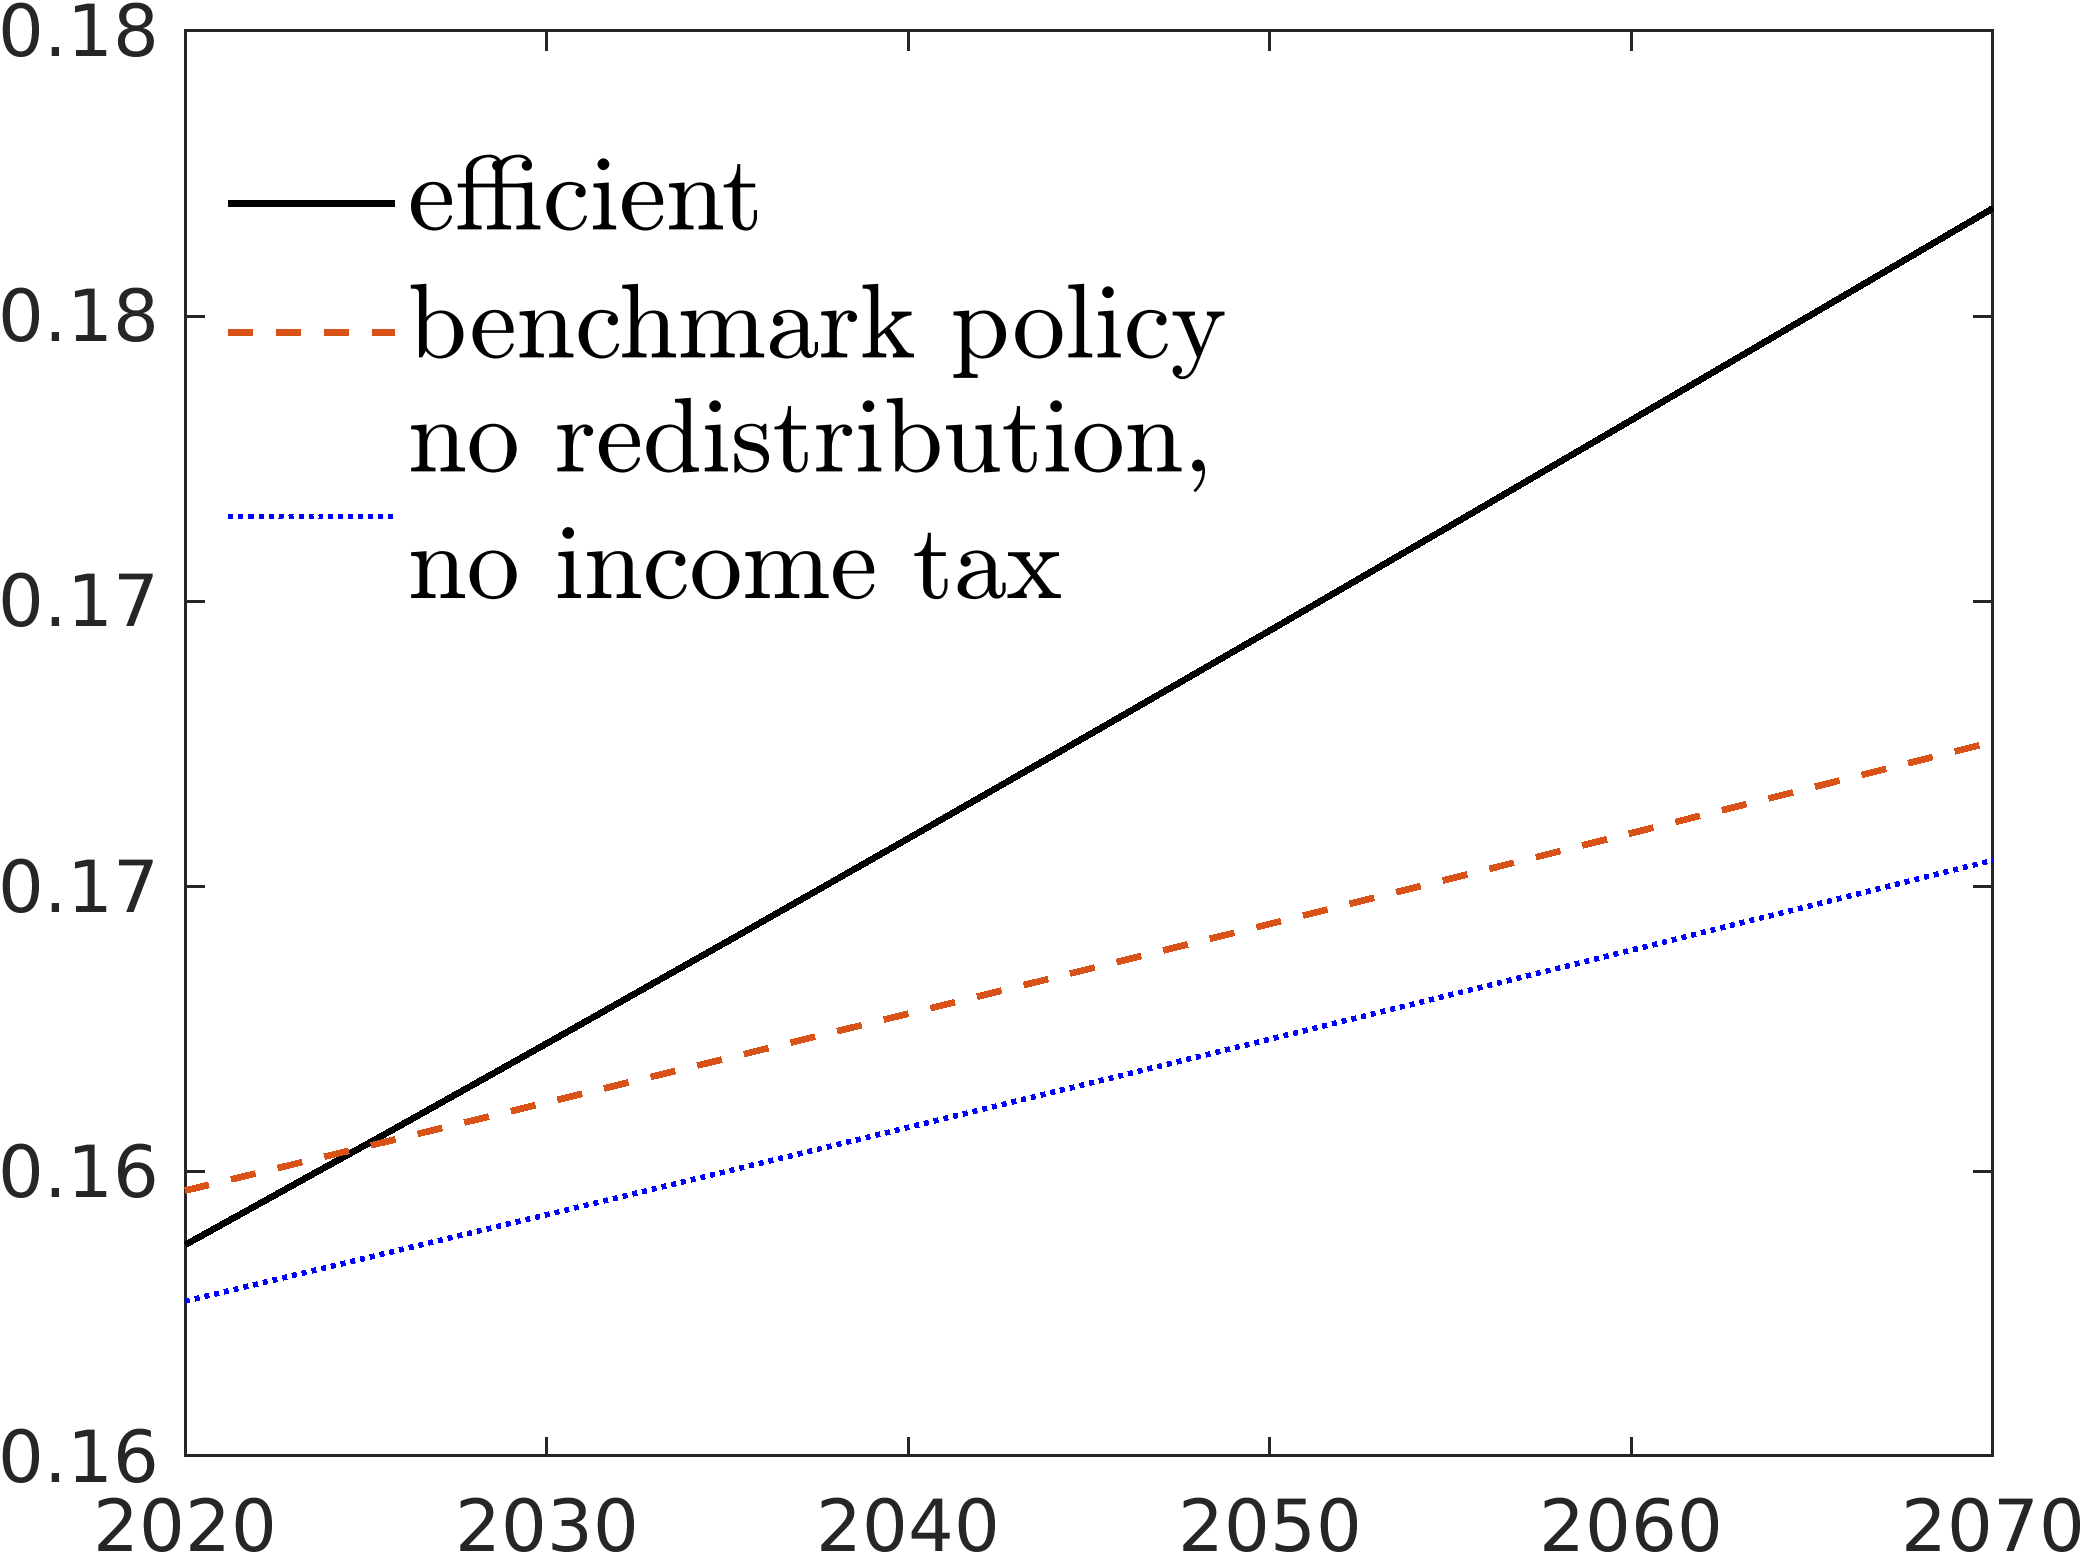 0.18
efficient
0.18
benchmark policy
no redistribution,
no income tax
0.17
0.17
0.16
0.16
2020 2030 2040 2050 2060 2070